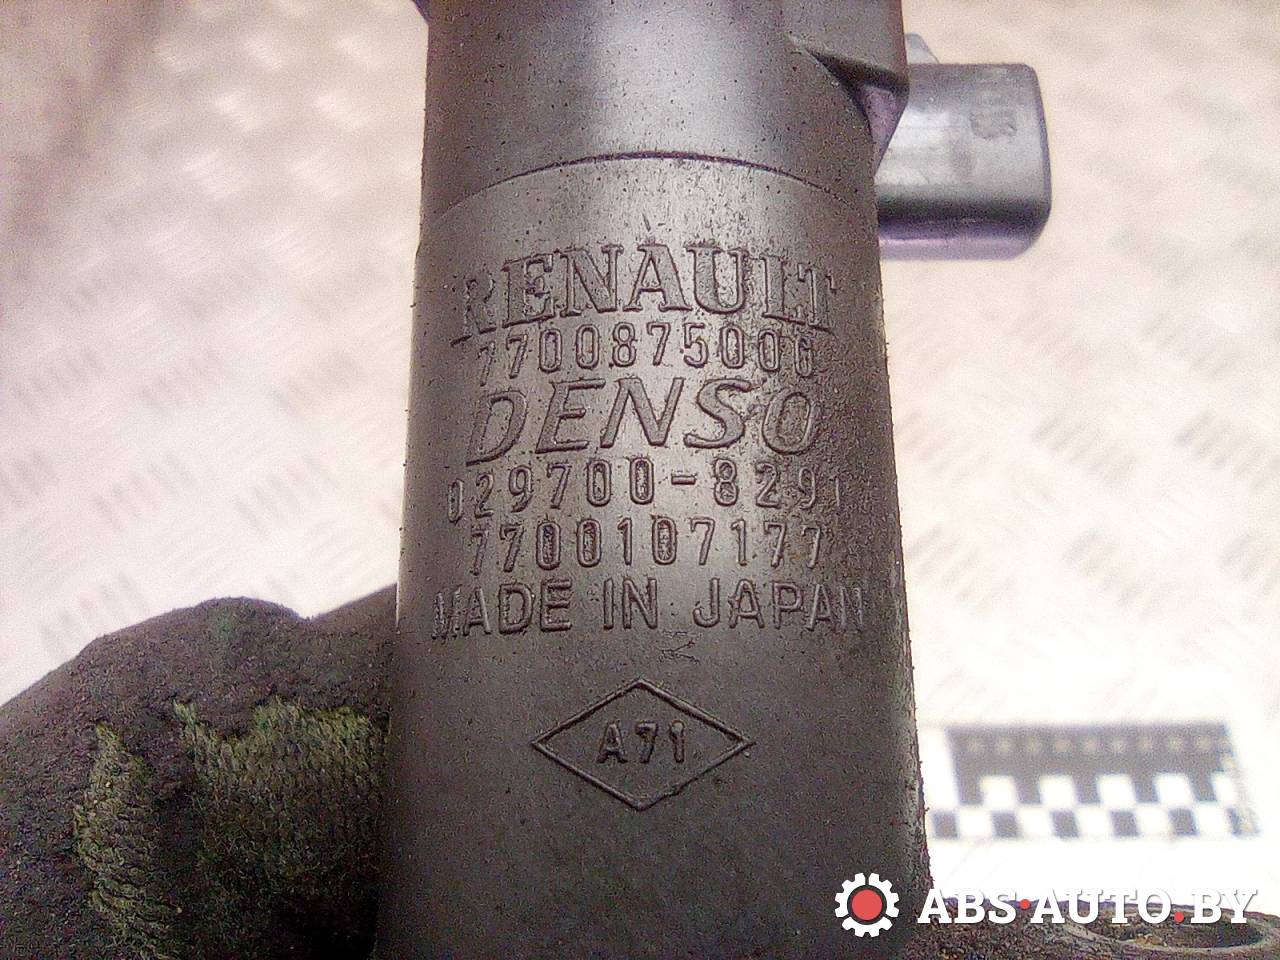 RENAULT
7700875000
DENSO
029700-8291
7700107177
MADE IN JAPAN
A71
ABS-AUTO.BY